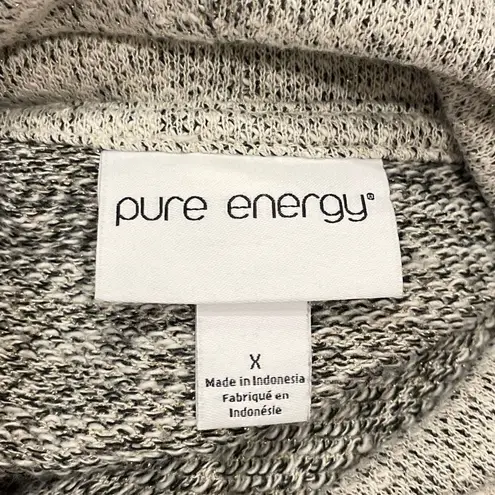 pure energy®
X
Made in Indonesia
Fabriqué en
Indonésie